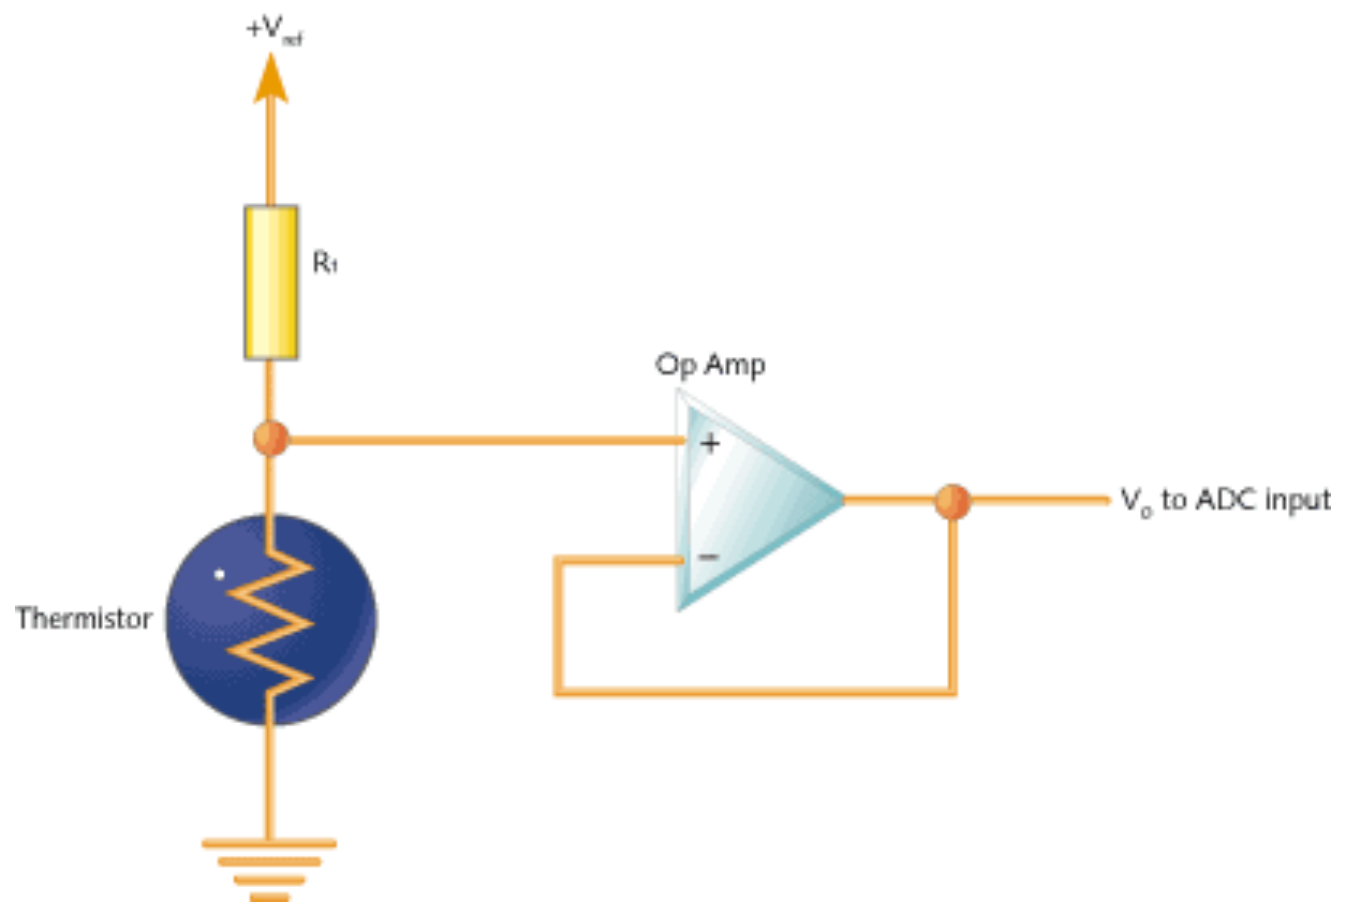 +Vref
R1
Op Amp
+
Vo to ADC input
−
Thermistor